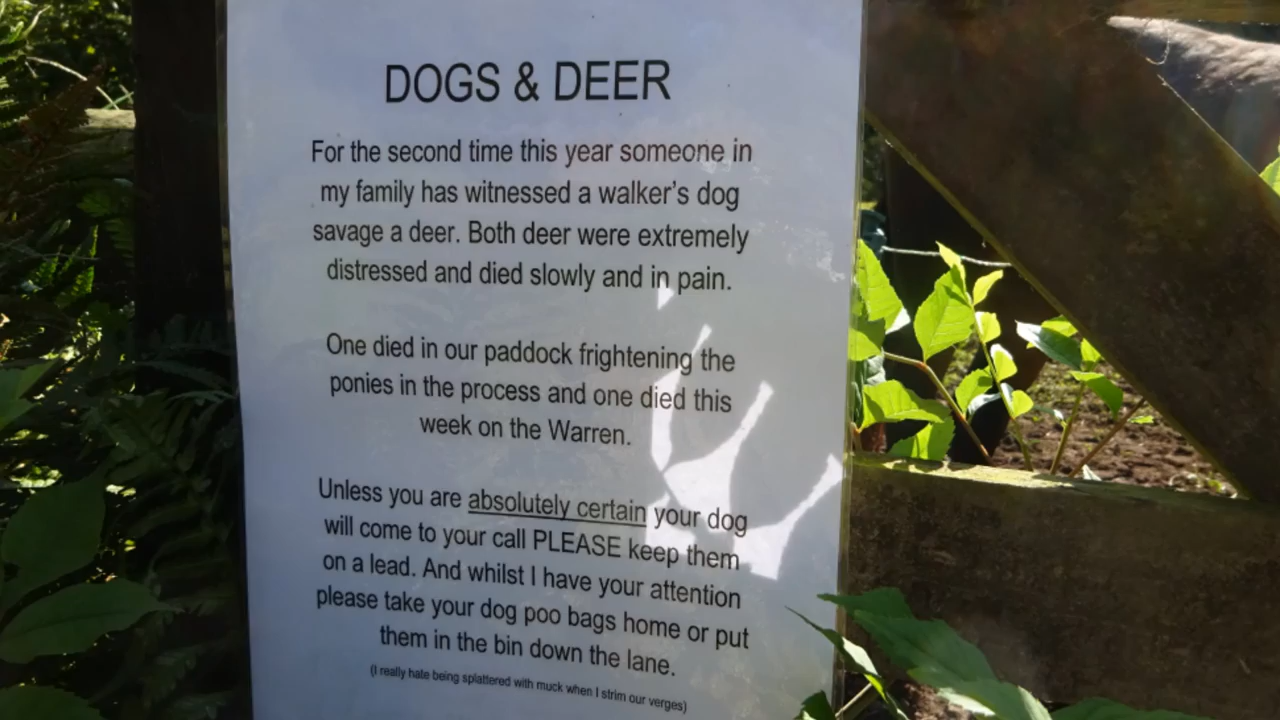 DOGS & DEER
For the second time this year someone in
my family has witnessed a walker's dog
savage a deer. Both deer were extremely
distressed and died slowly and in pain.
One died in our paddock frightening the
ponies in the process and one died this
week on the Warren.
Unless you are absolutely certain your dog
will come to your call PLEASE keep them
on a lead. And whilst I have your attention
please take your dog poo bags home or put
them in the bin down the lane.
(I really hate being splattered with muck when I strim our verges)